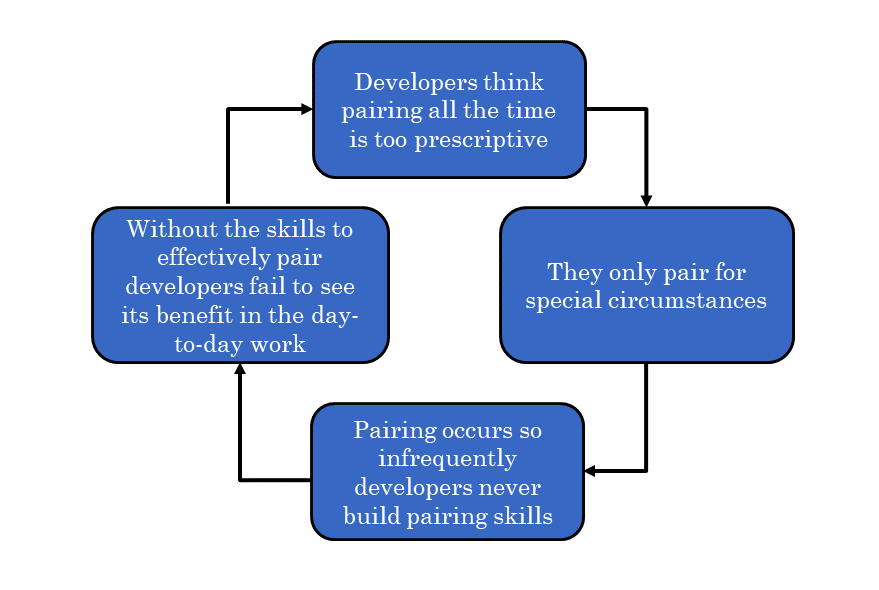 Developers think
pairing all the time
is too prescriptive
Without the skills to
effectively pair
developers fail to see
its benefit in the day-
to-day work
They only pair for
special circumstances
Pairing occurs so
infrequently
developers never
build pairing skills